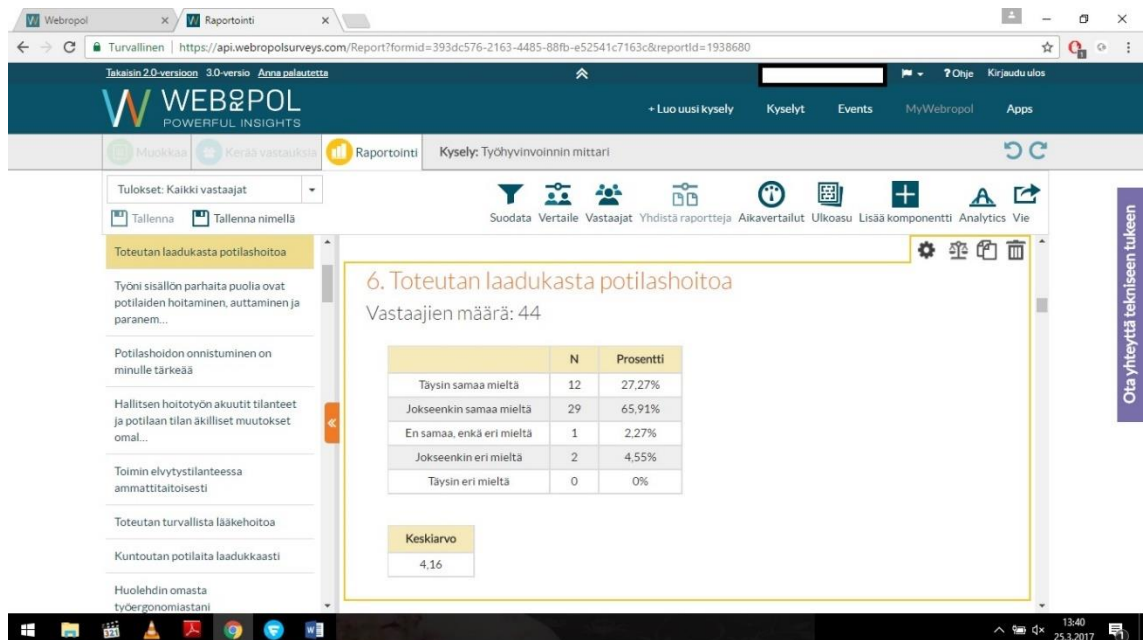 Webropol
Raportointi
Turvallinen | https://api.webropolsurveys.com/Report?formid=393dc576-2163-4485-88fb-e52541c7163c&reportId=1938680
Takaisin 2.0-versioon 3.0-versio Anna palautetta
? Ohje Kirjaudu ulos
WEBROPOL
POWERFUL INSIGHTS
+ Luo uusi kysely Kyselyt Events MyWebropol Apps
Muokkaa Kerää vastauksia Raportointi Kysely: Työhyvinvoinnin mittari
Tulokset: Kaikki vastaajat
Tallenna Tallenna nimellä
Suodata Vertaile Vastaajat Yhdistä raportteja Aikavertailut Ulkoasu Lisää komponentti Analytics Vie
Toteutan laadukasta potilashoitoa
Työni sisällön parhaita puolia ovat
potilaiden hoitaminen, auttaminen ja
paranem...
Potilashoidon onnistuminen on
minulle tärkeää
Hallitsen hoitotyön akuutit tilanteet
ja potilaan tilan äkilliset muutokset
omal...
Toimin elvytystilanteessa
ammattitaitoisesti
Toteutan turvallista lääkehoitoa
Kuntoutan potilaita laadukkaasti
Huolehdin omasta
työergonomiastani
6. Toteutan laadukasta potilashoitoa
Vastaajien määrä: 44
N Prosentti
Täysin samaa mieltä 12 27,27%
Jokseenkin samaa mieltä 29 65,91%
En samaa, enkä eri mieltä 1 2,27%
Jokseenkin eri mieltä 2 4,55%
Täysin eri mieltä 0 0%
Keskiarvo
4,16
Ota yhteyttä tekniseen tukeen
13:40
25.3.2017